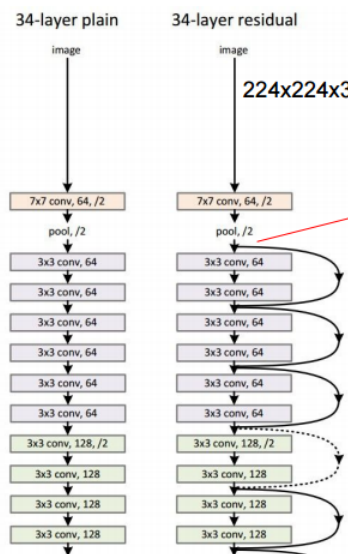 34-layer plain
34-layer residual
image
image
224x224x3
7x7 conv, 64, /2
7x7 conv, 64, /2
pool, /2
pool, /2
3x3 conv, 64
3x3 conv, 64
3x3 conv, 64
3x3 conv, 64
3x3 conv, 64
3x3 conv, 64
3x3 conv, 64
3x3 conv, 64
3x3 conv, 64
3x3 conv, 64
3x3 conv, 64
3x3 conv, 64
3x3 conv, 128, /2
3x3 conv, 128, /2
3x3 conv, 128
3x3 conv, 128
3x3 conv, 128
3x3 conv, 128
3x3 conv, 128
3x3 conv, 128